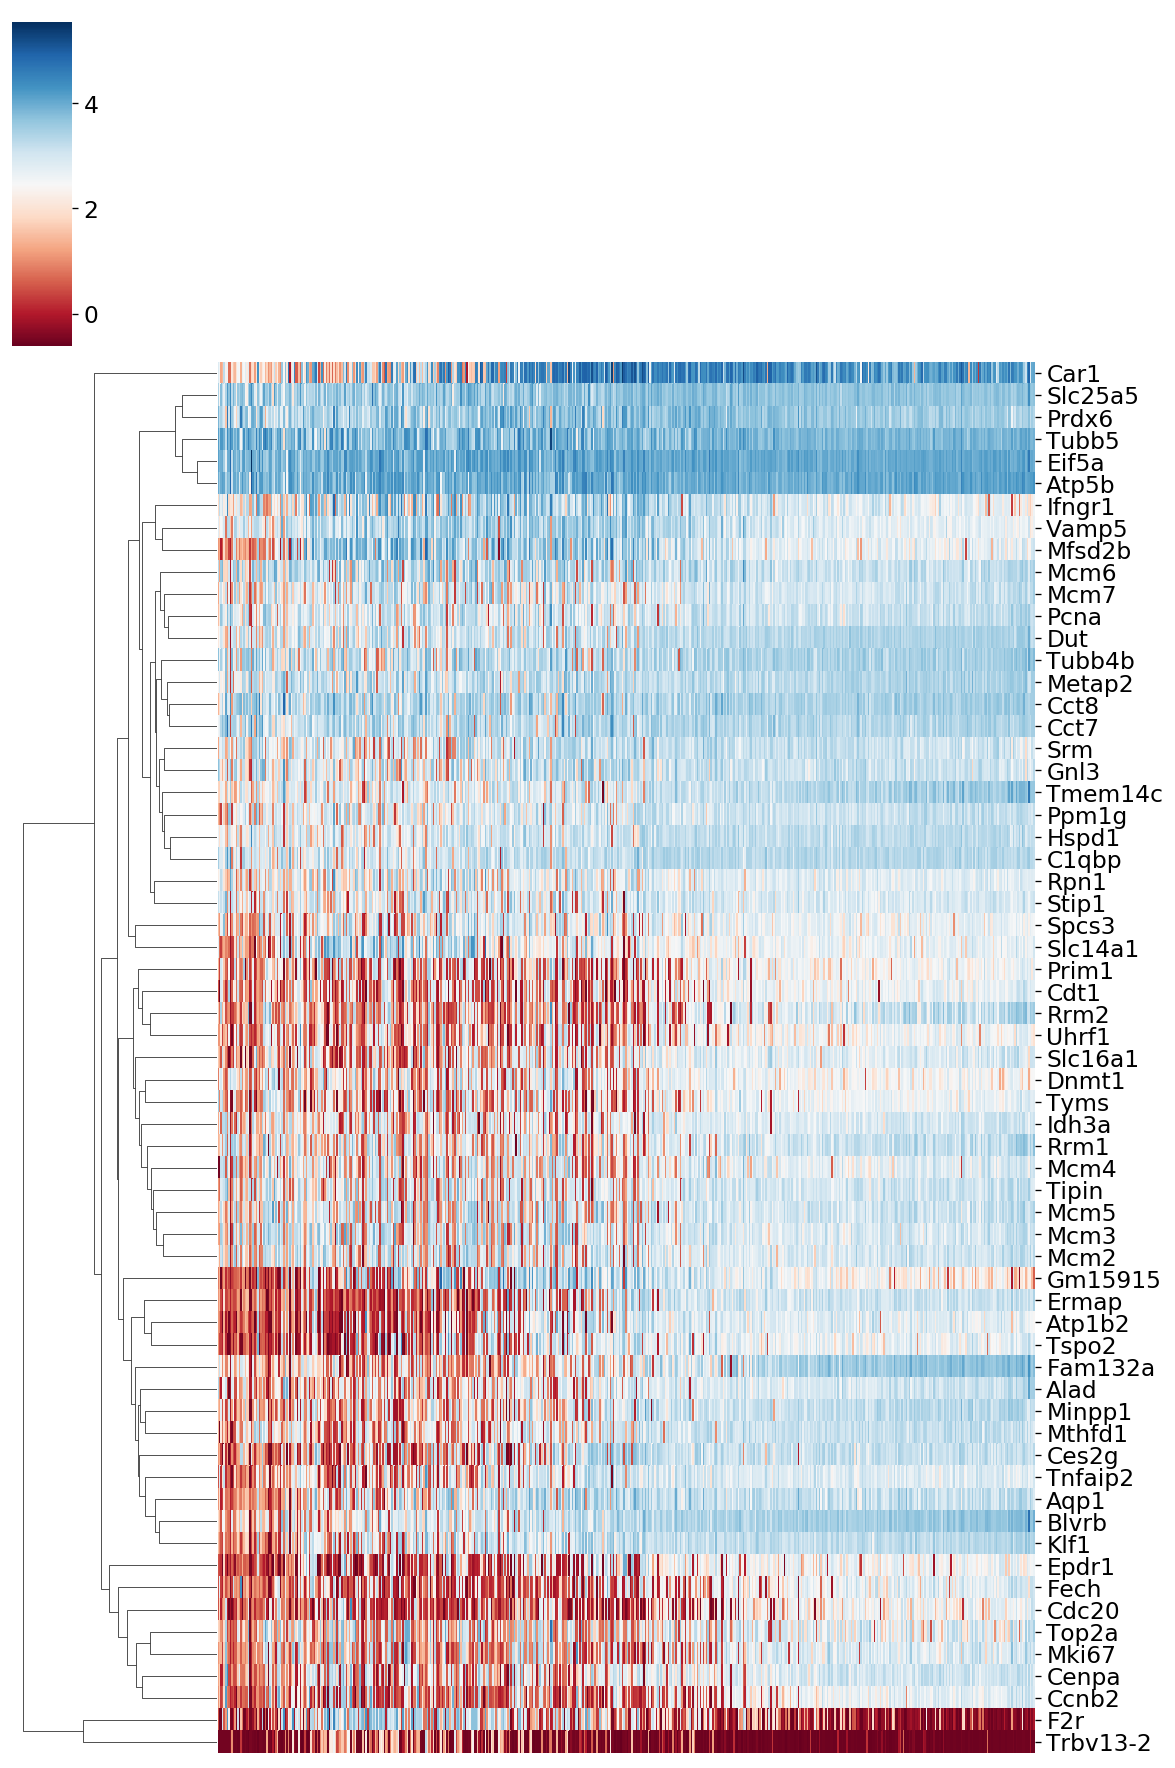 4
2
0
Car1
Slc25a5
Prdx6
Tubb5
Eif5a
Atp5b
Ifngr1
Vamp5
Mfsd2b
Mcm6
Mcm7
Pcna
Dut
Tubb4b
Metap2
Cct8
Cct7
Srm
Gnl3
Tmem14c
Ppm1g
Hspd1
C1qbp
Rpn1
Stip1
Spcs3
Slc14a1
Prim1
Cdt1
Rrm2
Uhrf1
Slc16a1
Dnmt1
Tyms
Idh3a
Rrm1
Mcm4
Tipin
Mcm5
Mcm3
Mcm2
Gm15915
Ermap
Atp1b2
Tspo2
Fam132a
Alad
Minpp1
Mthfd1
Ces2g
Tnfaip2
Aqp1
Blvrb
Klf1
Epdr1
Fech
Cdc20
Top2a
Mki67
Cenpa
Ccnb2
F2r
Trbv13-2